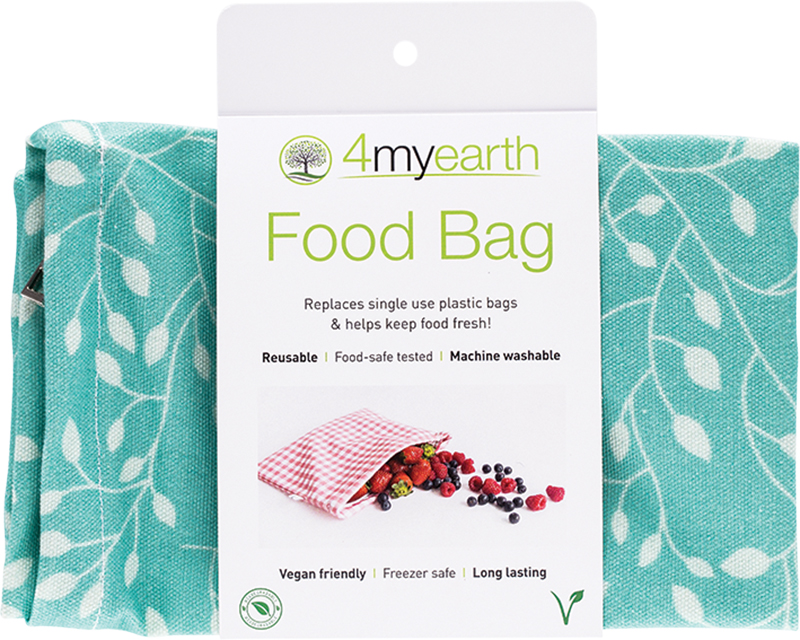 4myearth
Food Bag
Replaces single use plastic bags
& helps keep food fresh!
Reusable | Food-safe tested | Machine washable
Vegan friendly | Freezer safe | Long lasting